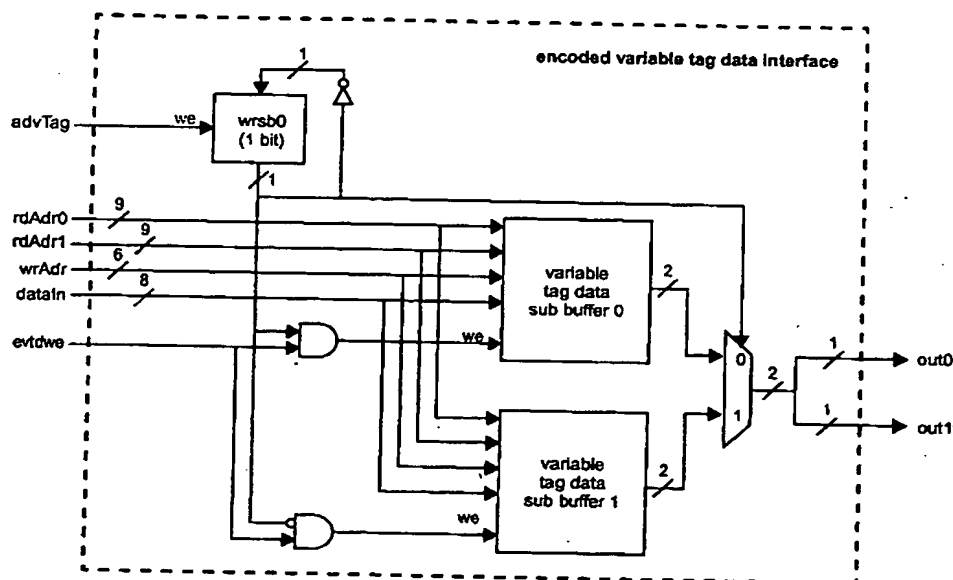 encoded variable tag data interface
1
advTag
we
wrsb0
(1 bit)
1
rdAdr0
9
rdAdr1
9
wrAdr
6
dataIn
8
evtdwe
variable
tag data
sub buffer 0
we
2
0
1
2
1
out0
1
out1
variable
tag data
sub buffer 1
we
2